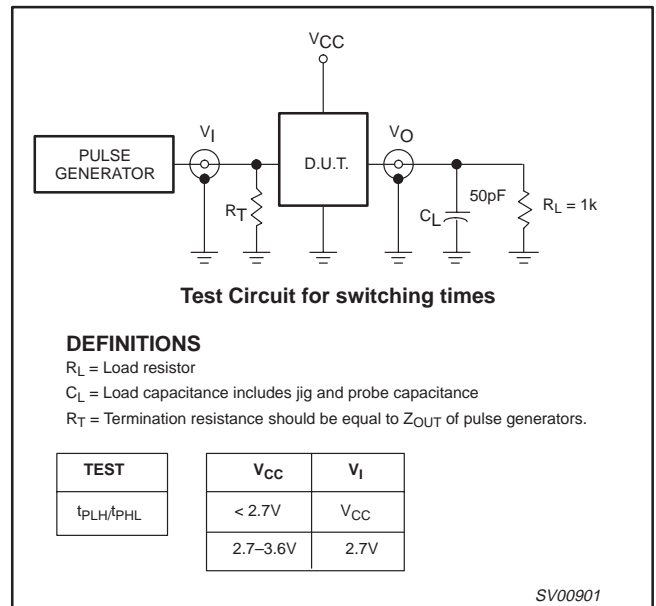 VCC
PULSE
GENERATOR
VI
D.U.T.
VO
RT
50pF
CL
RL = 1k
Test Circuit for switching times
DEFINITIONS
RL = Load resistor
CL = Load capacitance includes jig and probe capacitance
RT = Termination resistance should be equal to ZOUT of pulse generators.
TEST
tPLH/tPHL
VCC VI
< 2.7V VCC
2.7–3.6V 2.7V
SV00901